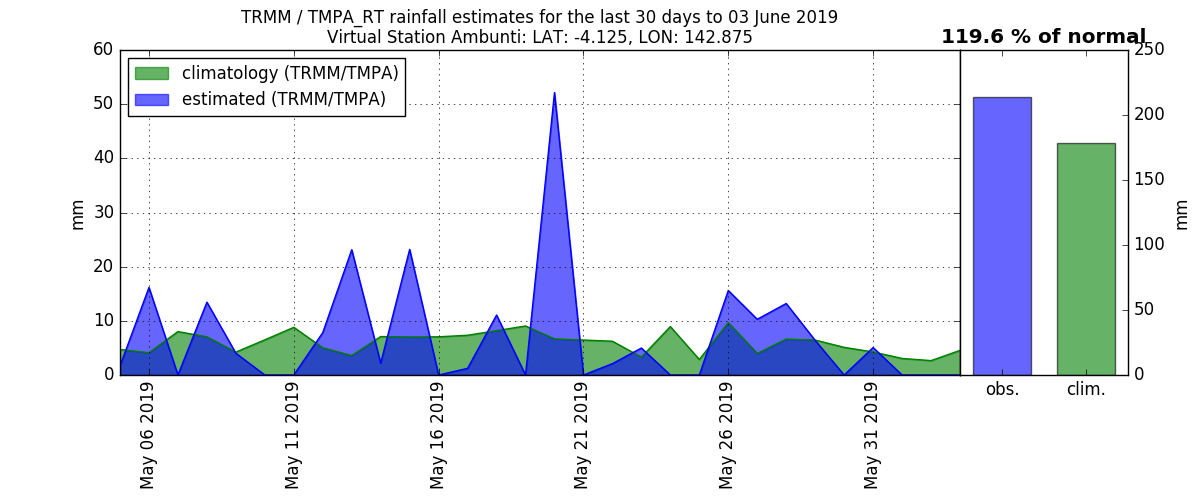 TRMM / TMPA_RT rainfall estimates for the last 30 days to 03 June 2019
Virtual Station Ambunti: LAT: -4.125, LON: 142.875
119.6 % of normal
climatology (TRMM/TMPA)
estimated (TRMM/TMPA)
60
50
40
30
20
10
0
mm
May 06 2019
May 11 2019
May 16 2019
May 21 2019
May 26 2019
May 31 2019
obs.
clim.
250
200
150
100
50
0
mm